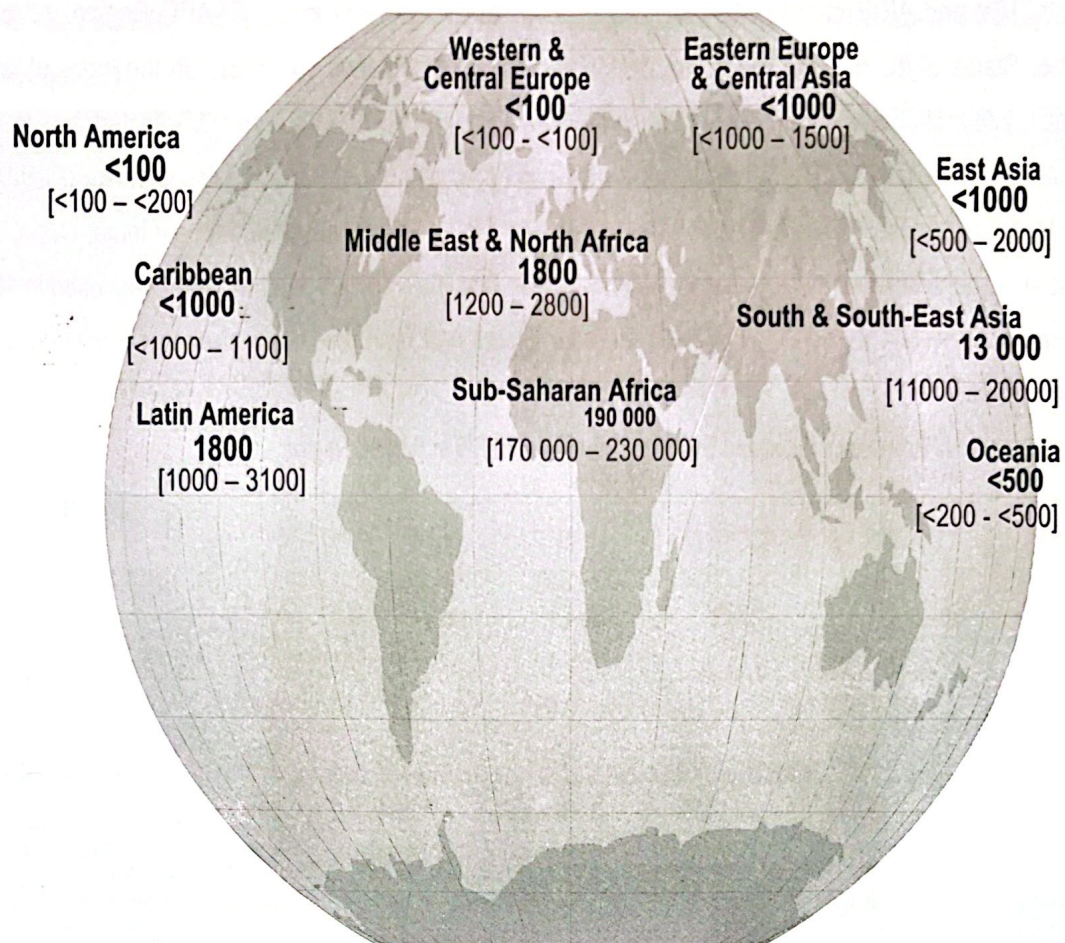 Western &
Central Europe
<100
[<100 - <100]
Eastern Europe
& Central Asia
<1000
[<1000 – 1500]
North America
<100
[<100 – <200]
East Asia
<1000
[<500 – 2000]
Middle East & North Africa
1800
[1200 – 2800]
Caribbean
<1000
[<1000 – 1100]
South & South-East Asia
13 000
[11000 – 20000]
Sub-Saharan Africa
190 000
[170 000 – 230 000]
Latin America
1800
[1000 – 3100]
Oceania
<500
[<200 - <500]